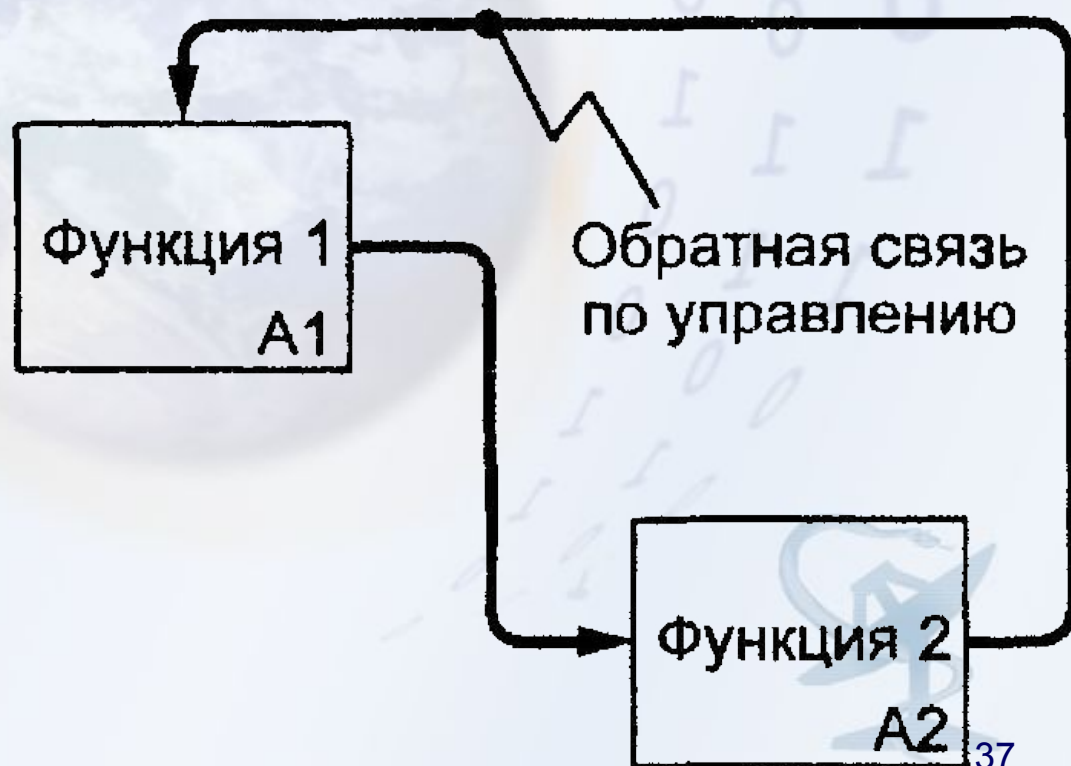 Функция 1
A1
Обратная связь
по управлению
Функция 2
A2
37